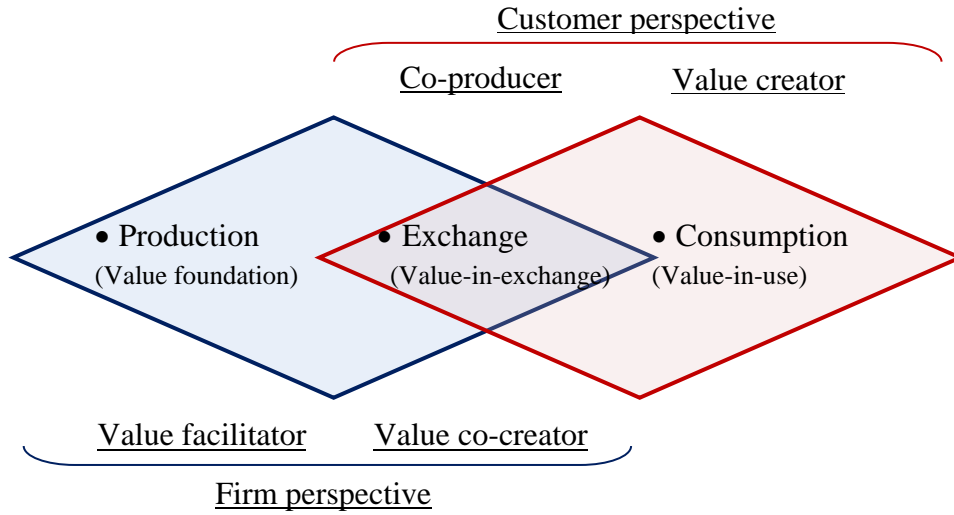 Customer perspective
Co-producer Value creator
• Production • Exchange • Consumption
(Value foundation) (Value-in-exchange) (Value-in-use)
Value facilitator Value co-creator
Firm perspective